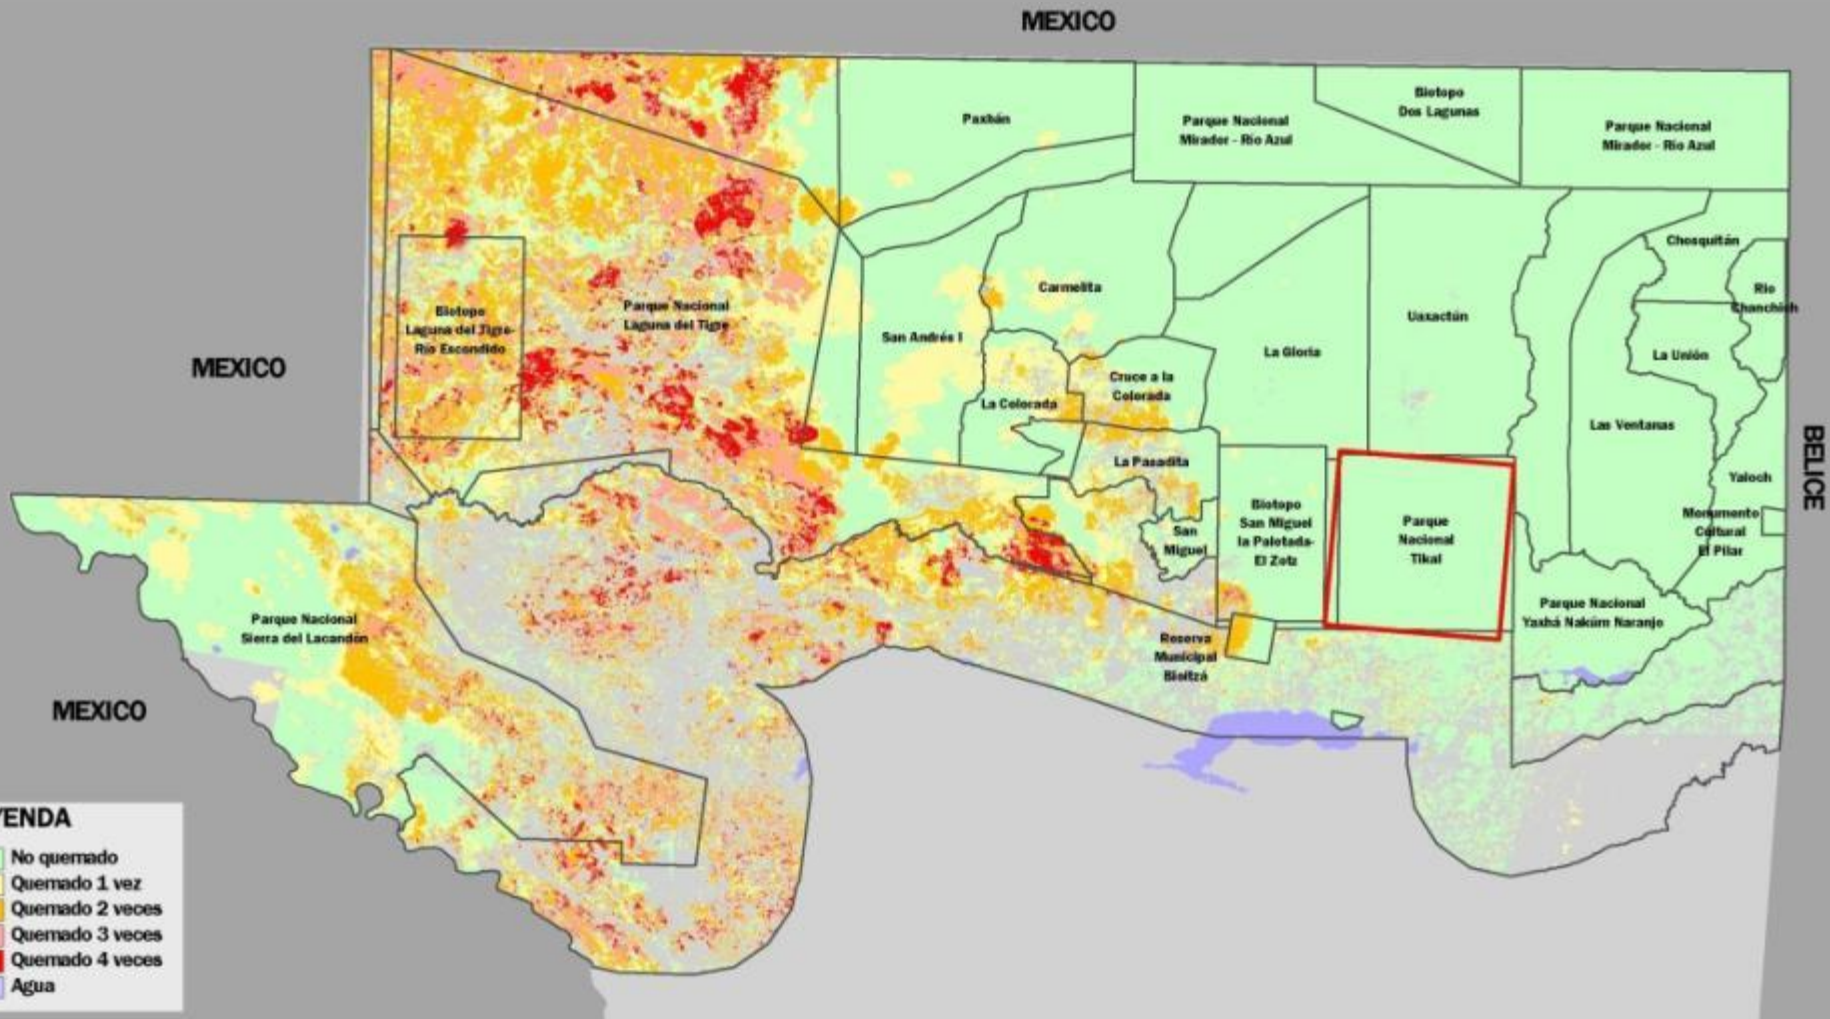 MEXICO
Paxbán
Parque Nacional
Mirador - Río Azul
Biotopo
Dos Lagunas
Parque Nacional
Mirador - Río Azul
Chosquitán
Río
Chanchich
Biotopo
Laguna del Tigre-
Río Escondido
Parque Nacional
Laguna del Tigre
San Andrés I
Carmelita
Uaxactún
La Gloria
La Unión
MEXICO
Cruce a la
Colorada
La Colorada
Las Ventanas
BELICE
La Pasadita
Yaloch
Biotopo
San Miguel
la Palotada-
El Zotz
San
Miguel
Parque
Nacional
Tikal
Monumento
Cultural
El Pilar
Parque Nacional
Sierra del Lacandón
Parque Nacional
Yaxhá Nakúm Naranjo
Reserva
Municipal
Bioitzá
MEXICO
YENDA
No quemado
Quemado 1 vez
Quemado 2 veces
Quemado 3 veces
Quemado 4 veces
Agua